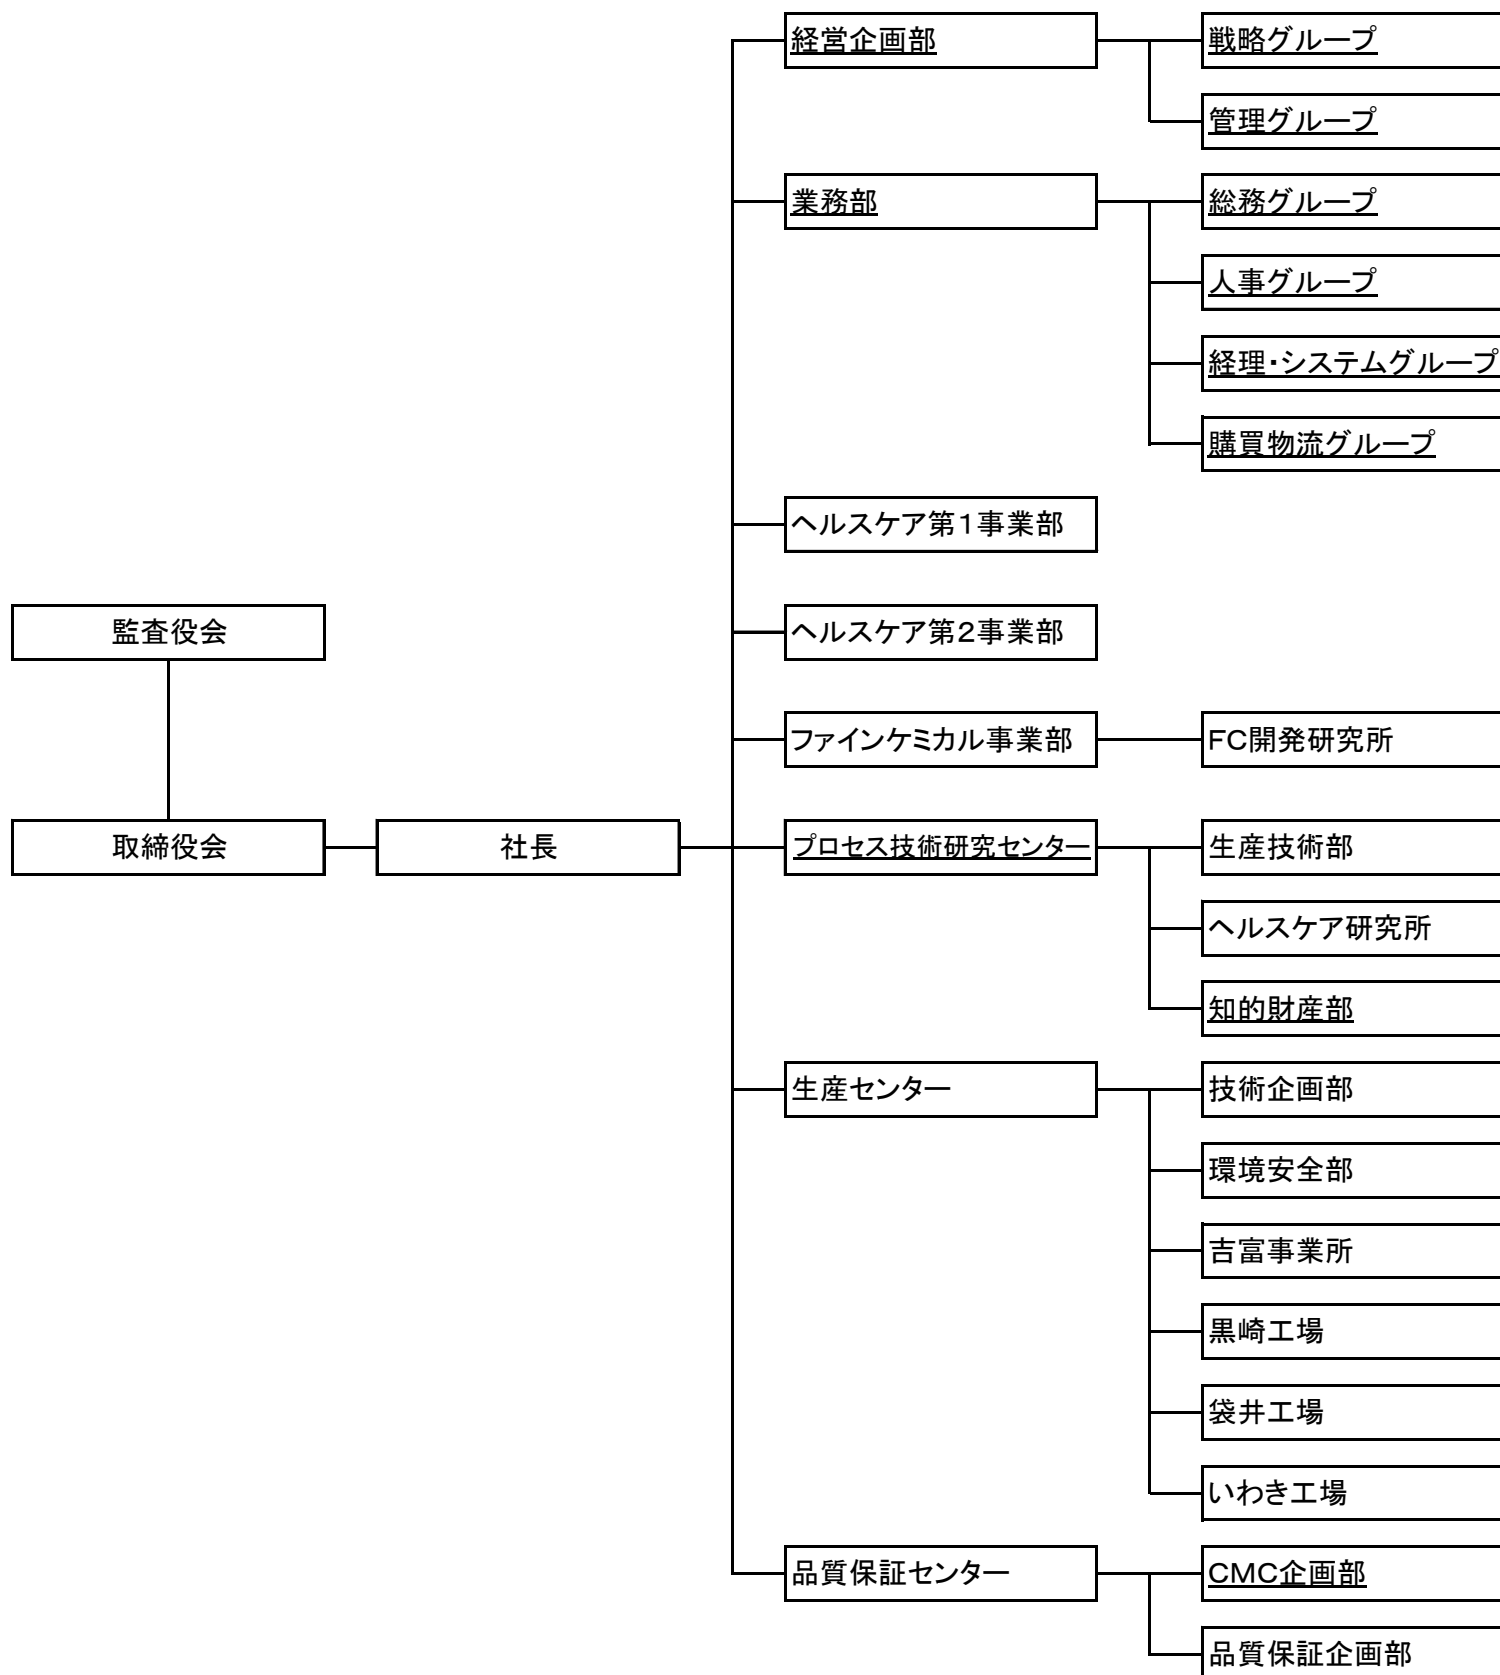 経営企画部
戦略グループ
管理グループ
業務部
総務グループ
人事グループ
経理・システムグループ
購買物流グループ
ヘルスケア第1事業部
監査役会
ヘルスケア第2事業部
ファインケミカル事業部
FC開発研究所
取締役会
社長
プロセス技術研究センター
生産技術部
ヘルスケア研究所
知的財産部
生産センター
技術企画部
環境安全部
吉富事業所
黒崎工場
袋井工場
いわき工場
品質保証センター
CMC企画部
品質保証企画部